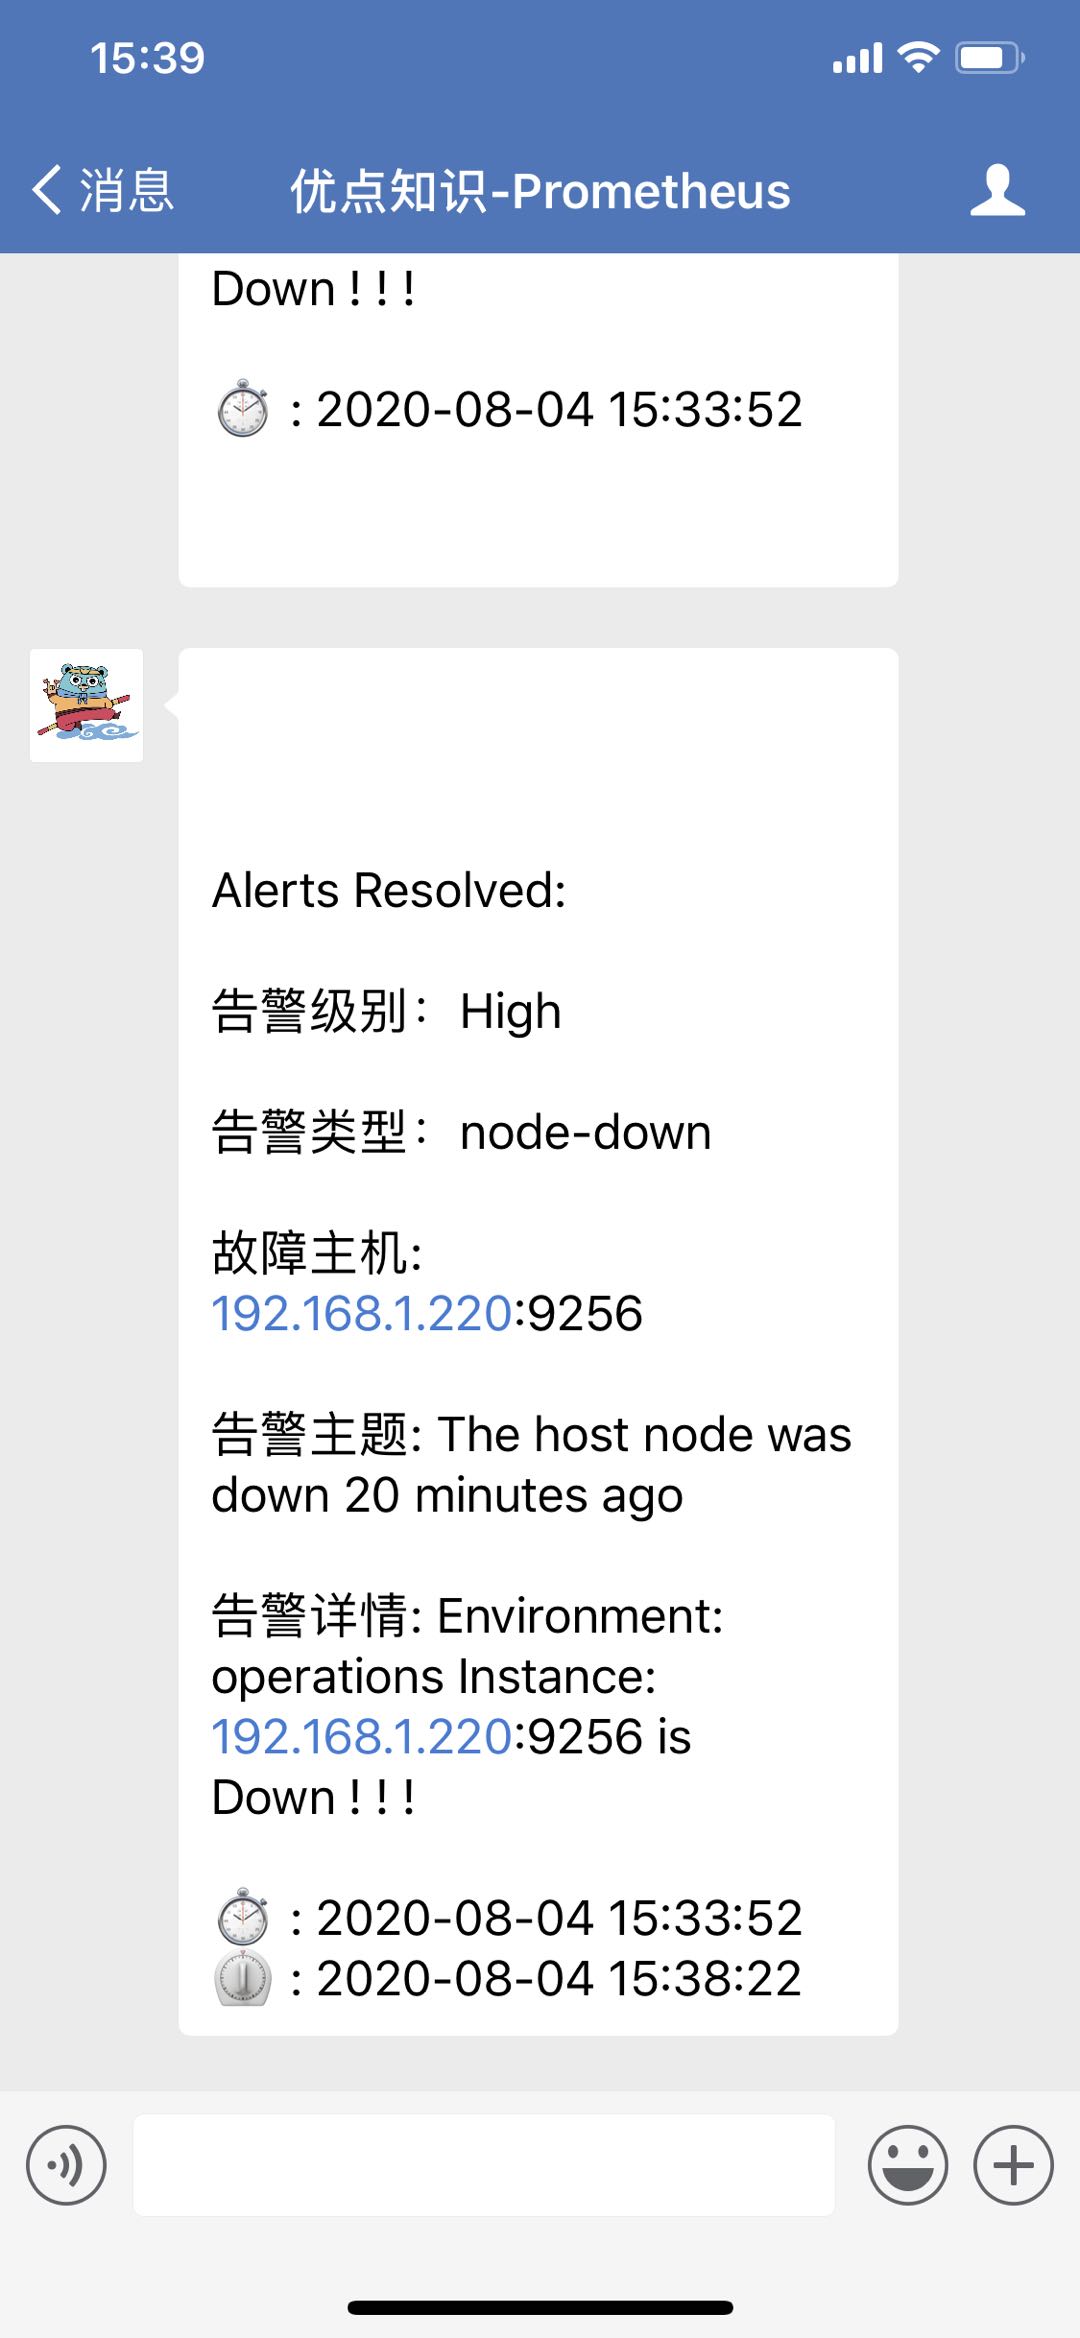 15:39
消息
优点知识-Prometheus
Down！！！
: 2020-08-04 15:33:52
Alerts Resolved:
告警级别： High
告警类型： node-down
故障主机:
192.168.1.220:9256
告警主题: The host node was
down 20 minutes ago
告警详情: Environment:
operations Instance:
192.168.1.220:9256 is
Down！！！
: 2020-08-04 15:33:52
: 2020-08-04 15:38:22